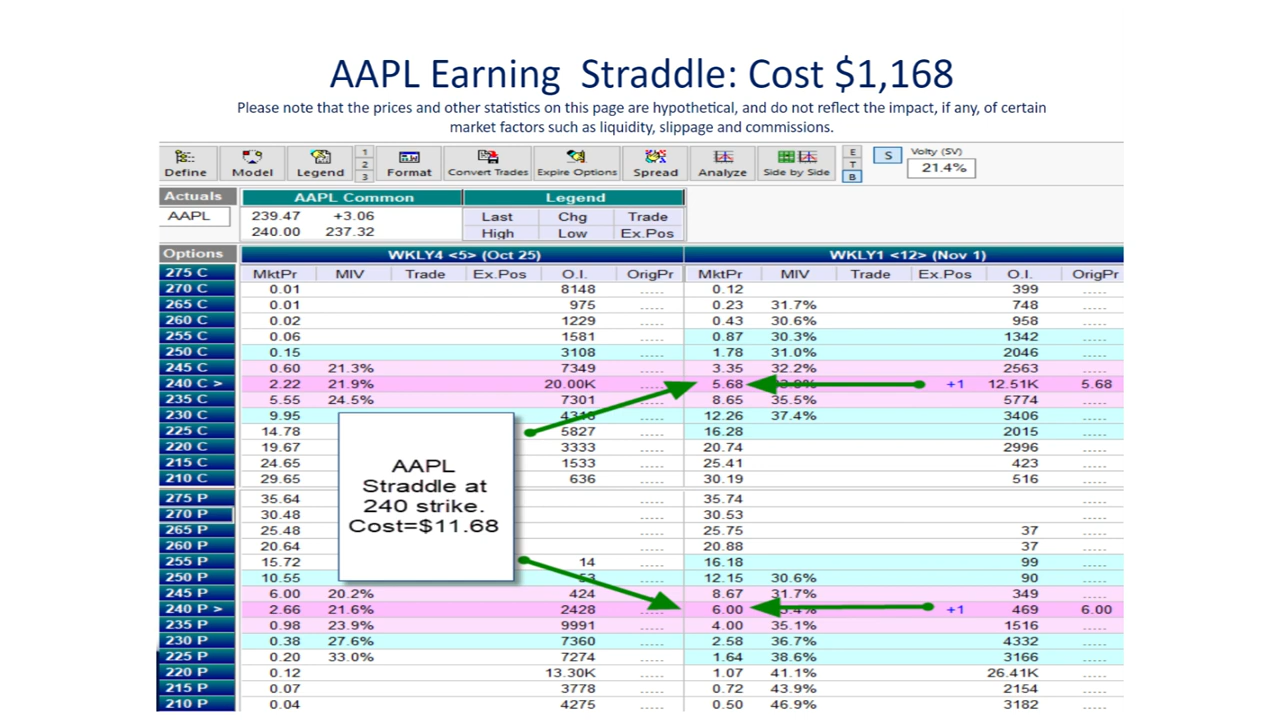 AAPL Earning Straddle: Cost $1,168
Please note that the prices and other statistics on this page are hypothetical, and do not reflect the impact, if any, of certain
market factors such as liquidity, slippage and commissions.
Define Model Legend 1 2 3 Format Convert Trades Expire Options Spread Analyze Side by Side E T B S Volty (SV) 21.4%
Actuals AAPL Common Legend
AAPL 239.47 +3.06 Last Chg Trade
240.00 237.32 High Low Ex.Pos
Options WKLY4 <5> (Oct 25) WKLY1 <12> (Nov 1)
275 C MktPr MIV Trade Ex.Pos O.I. OrigPr MktPr MIV Trade Ex.Pos O.I. OrigPr
270 C 0.01 8148 ..... 0.12 399 .....
265 C 0.01 975 ..... 0.23 31.7% 748 .....
260 C 0.02 1229 ..... 0.43 30.6% 958 .....
255 C 0.06 1581 ..... 0.87 30.3% 1342 .....
250 C 0.15 3108 ..... 1.78 31.0% 2046 .....
245 C 0.60 21.3% 7349 ..... 3.35 32.2% 2563 .....
240 C > 2.22 21.9% 20.00K 5.68 +1 12.51K 5.68
235 C 5.55 24.5% 7301 ..... 8.65 35.5% 5774 .....
230 C 9.95 ..... 12.26 37.4% 3406 .....
225 C 14.78 5827 ..... 16.28 2015 .....
220 C 19.67 3333 ..... 20.74 2996 .....
215 C 24.65 1533 ..... 25.41 423 .....
210 C 29.65 636 ..... 30.19 516 .....
AAPL
Straddle at
240 strike.
Cost=$11.68
275 P 35.64 ..... 35.74 .....
270 P 30.48 ..... 30.53 .....
265 P 25.48 ..... 25.75 37 .....
260 P 20.64 ..... 20.88 37 .....
255 P 15.72 14 ..... 16.18 99 .....
250 P 10.55 53 ..... 12.15 30.6% 90 .....
245 P 6.00 20.2% 424 ..... 8.67 31.7% 349 .....
240 P > 2.66 21.6% 2428 ..... 6.00 +1 469 6.00
235 P 0.98 23.9% 9991 ..... 4.00 35.1% 1516 .....
230 P 0.38 27.6% 7360 ..... 2.58 36.7% 4332 .....
225 P 0.20 33.0% 7274 ..... 1.64 38.6% 3166 .....
220 P 0.12 13.30K ..... 1.07 41.1% 26.41K .....
215 P 0.07 3778 ..... 0.72 43.9% 2154 .....
210 P 0.04 4275 ..... 0.50 46.9% 3182 .....